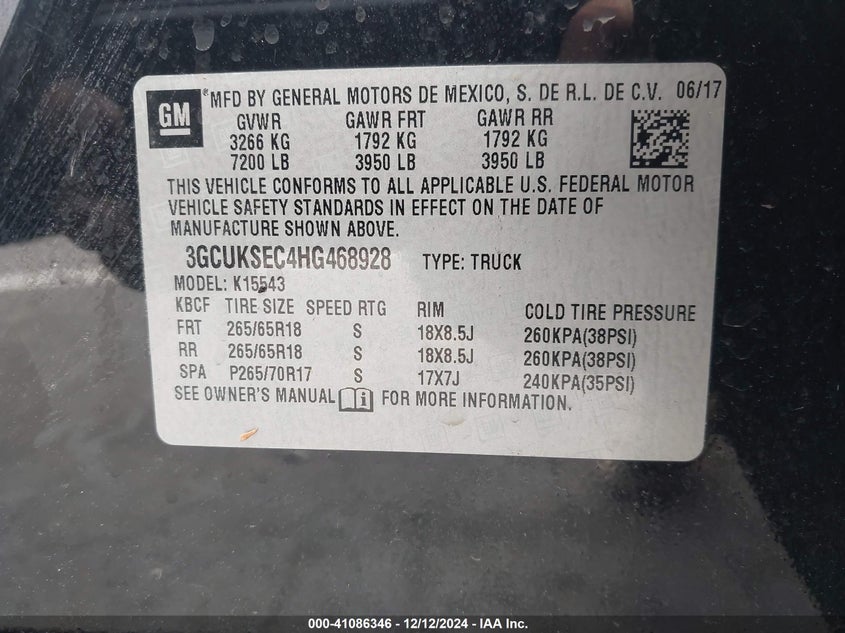 GM *MFD BY GENERAL MOTORS DE MEXICO, S. DE R.L. DE C.V. 06/17
GVWR GAWR FRT GAWR RR
3266 KG 1792 KG 1792 KG
7200 LB 3950 LB 3950 LB
THIS VEHICLE CONFORMS TO ALL APPLICABLE U.S. FEDERAL MOTOR
VEHICLE SAFETY STANDARDS IN EFFECT ON THE DATE OF
MANUFACTURE SHOWN ABOVE.
3GCUKSEC4HG468928 TYPE: TRUCK
MODEL: K15543
KBCF TIRE SIZE SPEED RTG RIM COLD TIRE PRESSURE
FRT 265/65R18 S 18X8.5J 260KPA(38PSI)
RR 265/65R18 S 18X8.5J 260KPA(38PSI)
SPA P265/70R17 S 17X7J 240KPA(35PSI)
SEE OWNER'S MANUAL FOR MORE INFORMATION.
000-41086346 - 12/12/2024 - IAA Inc.